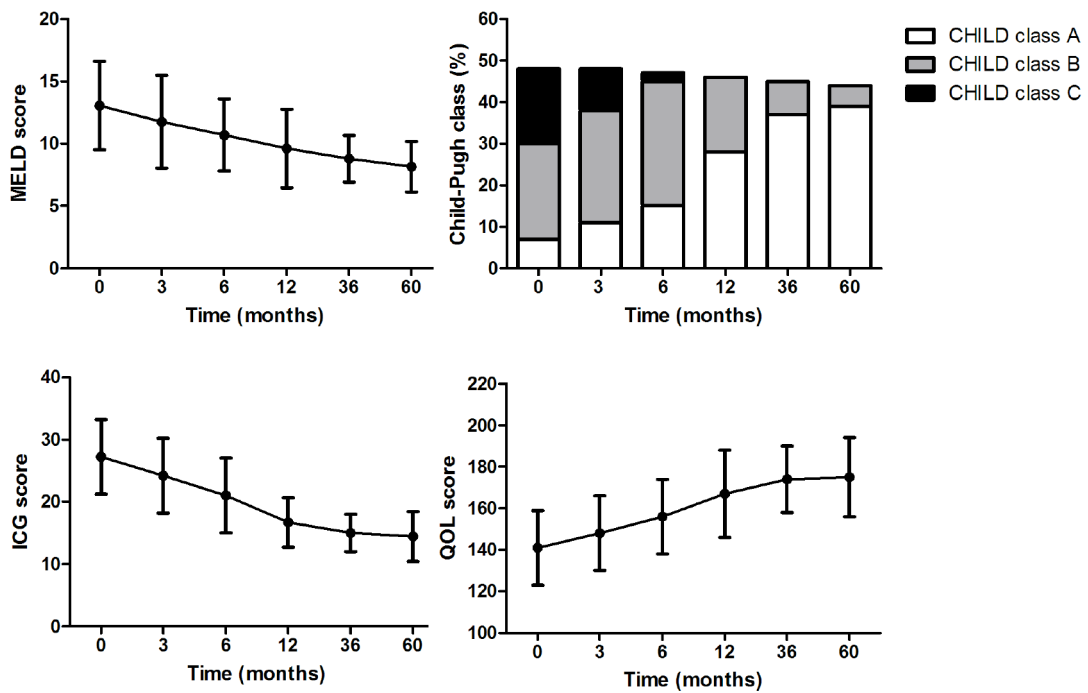 MELD score
20
15
10
5
0
0 3 6 12 36 60
Time (months)
Child-Pugh class (%)
60
50
40
30
20
10
0
0 3 6 12 36 60
Time (months)
CHILD class A
CHILD class B
CHILD class C
ICG score
40
30
20
10
0
0 3 6 12 36 60
Time (months)
QOL score
220
200
180
160
140
120
100
0 3 6 12 36 60
Time (months)